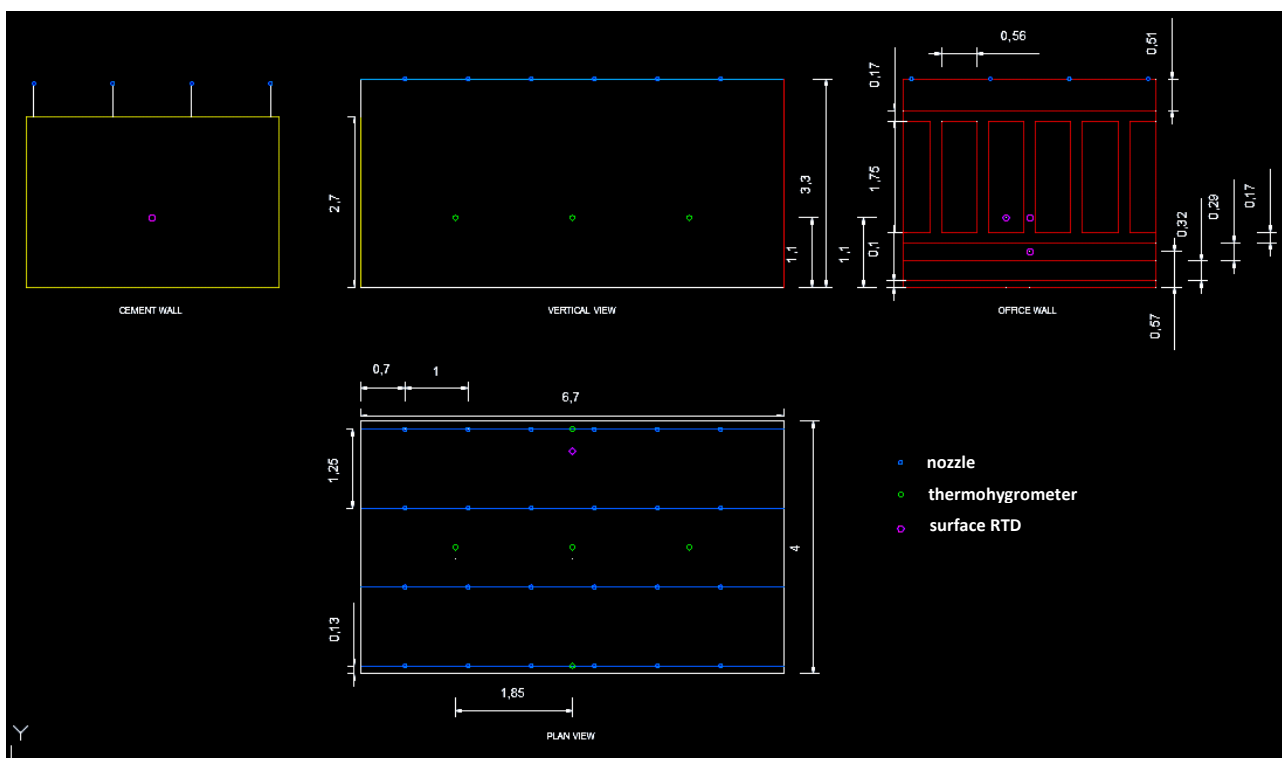 0,56
0,51
0,17
2,7
3,3
1,1
1,75
1,1
0,1
0,32
0,29
0,17
0,57
CEMENT WALL
VERTICAL VIEW
OFFICE WALL
0,7
1
6,7
1,25
4
0,13
1,85
nozzle
thermohygrometer
surface RTD
PLAN VIEW
Y